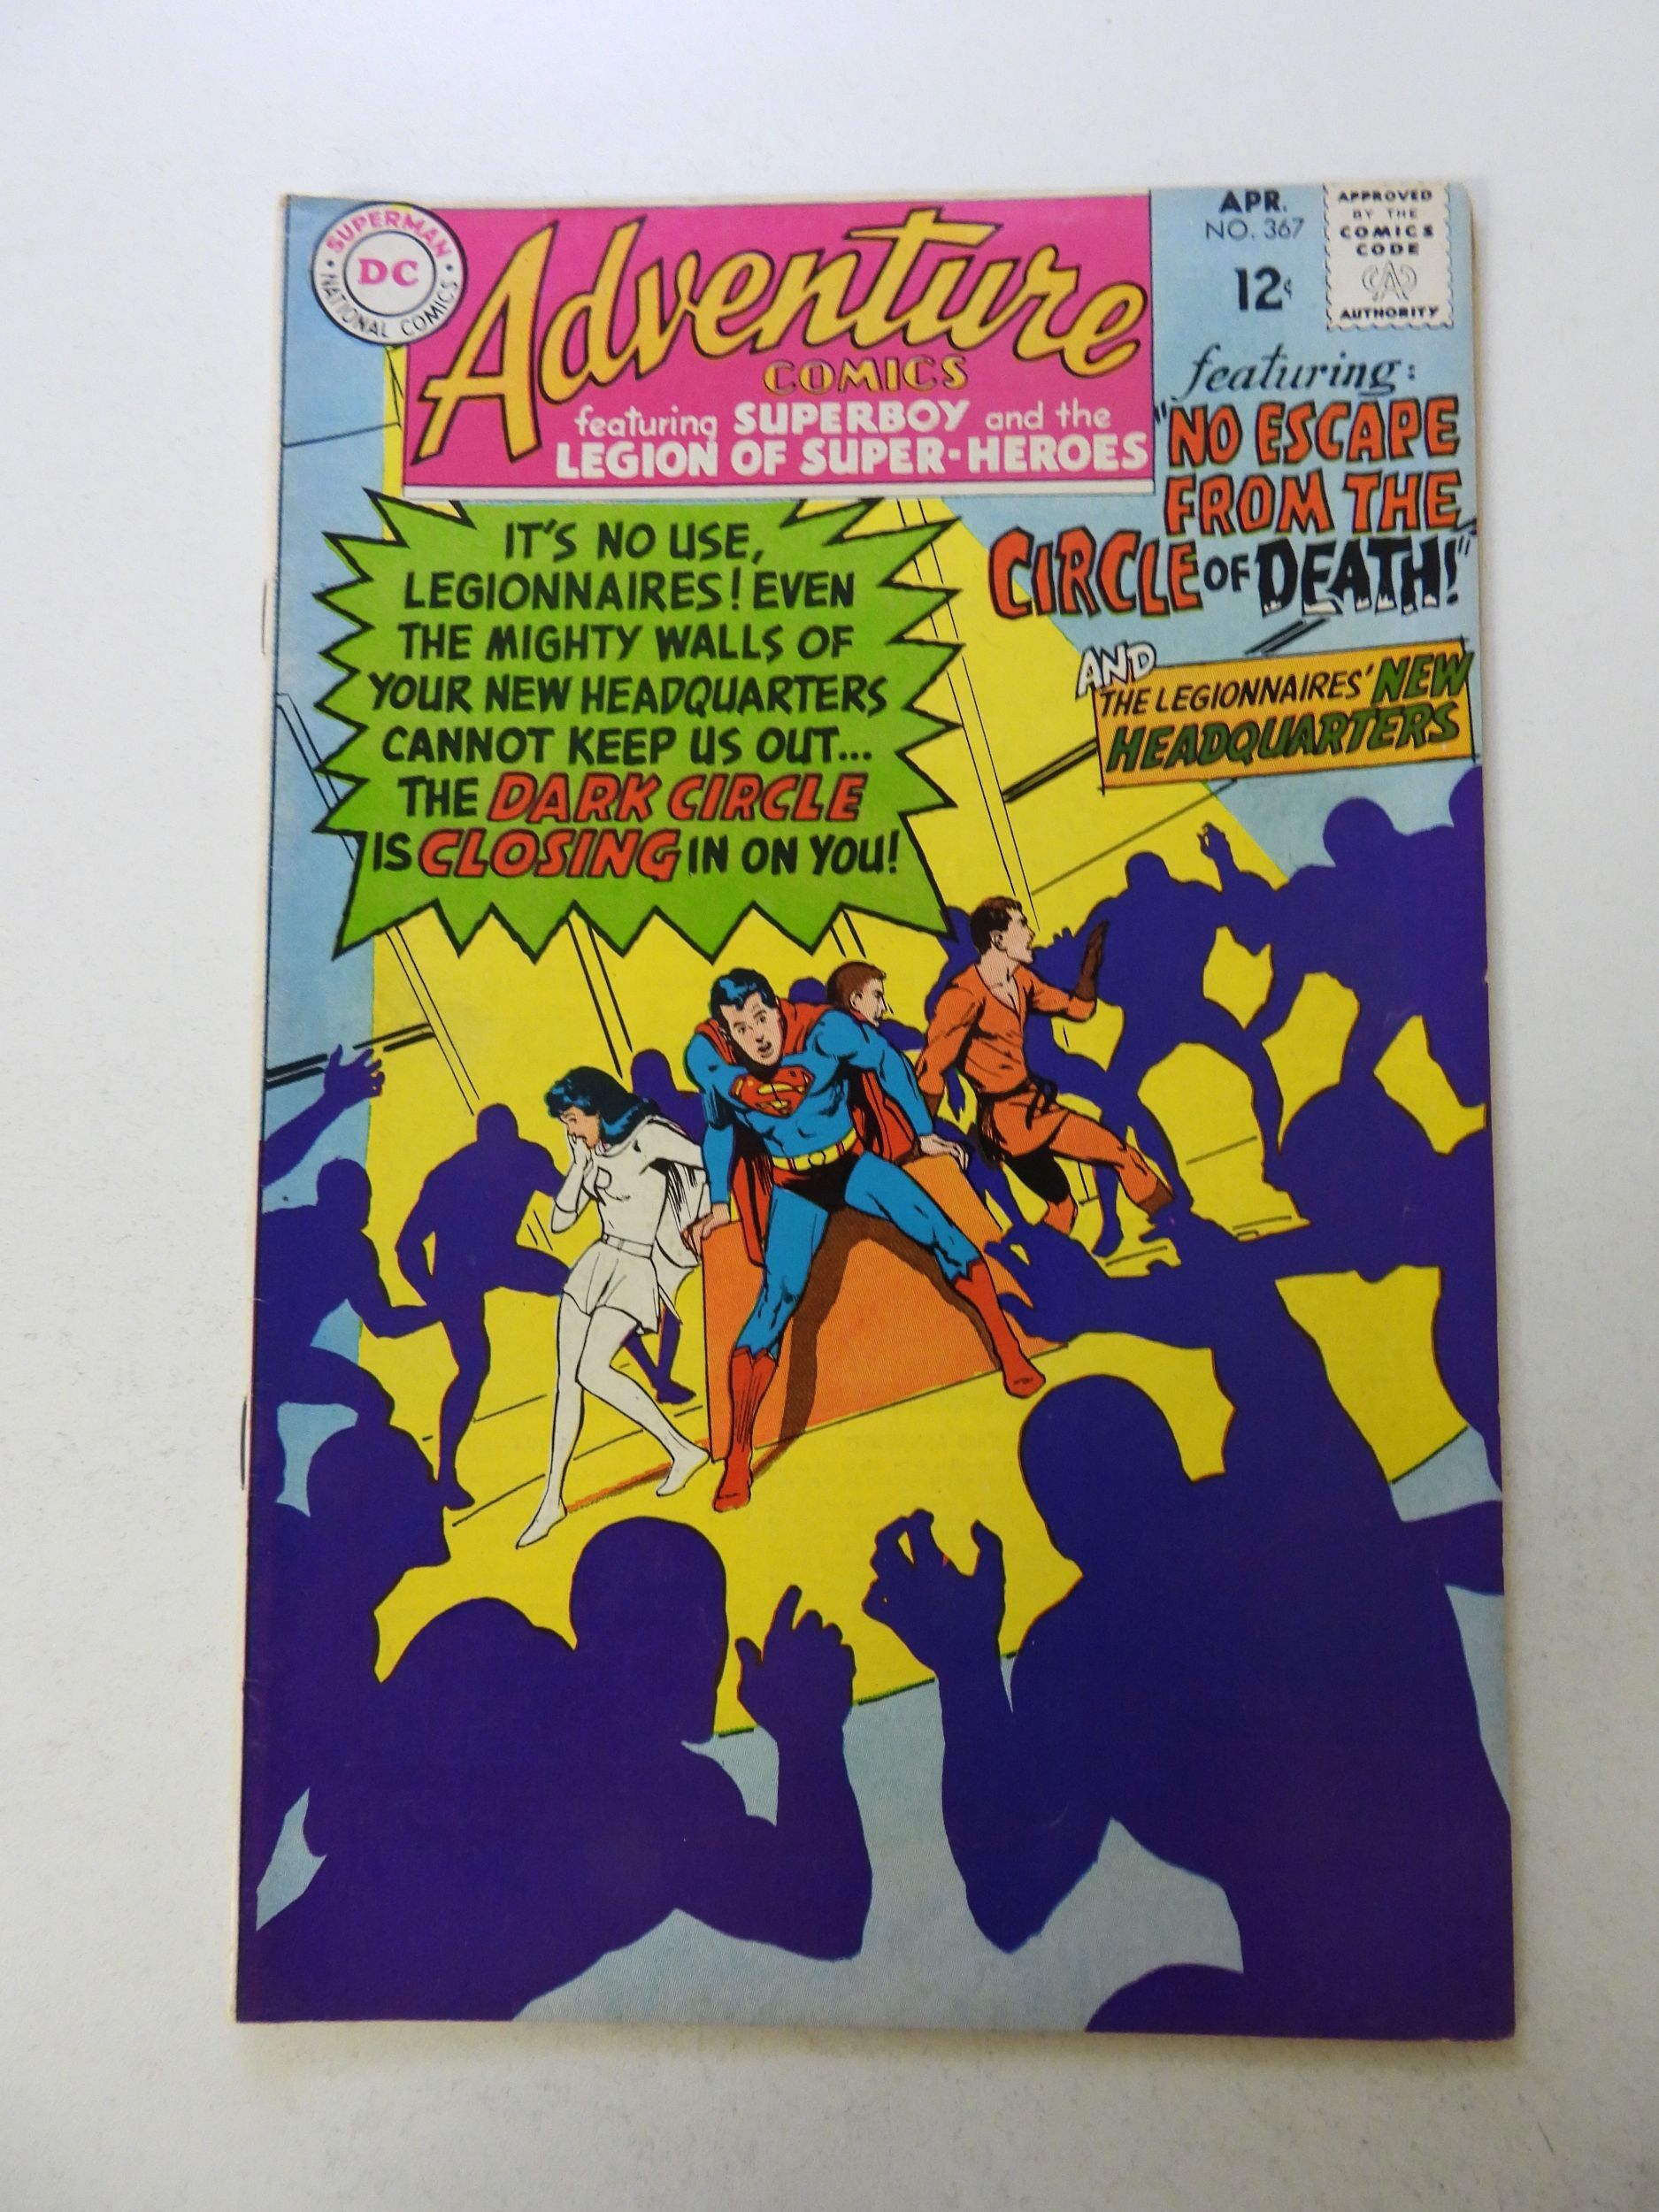 SUPERMAN
DC
NATIONAL COMICS
Adventure
COMICS
featuring SUPERBOY and the
LEGION OF SUPER-HEROES
APR.
NO. 367
12¢
APPROVED
BY THE
COMICS
CODE
A
AUTHORITY
featuring:
"NO ESCAPE
FROM THE
CIRCLE OF DEATH!"
AND
THE LEGIONNAIRES' NEW
HEADQUARTERS
IT'S NO USE,
LEGIONNAIRES! EVEN
THE MIGHTY WALLS OF
YOUR NEW HEADQUARTERS
CANNOT KEEP US OUT...
THE DARK CIRCLE
IS CLOSING IN ON YOU!
S
R